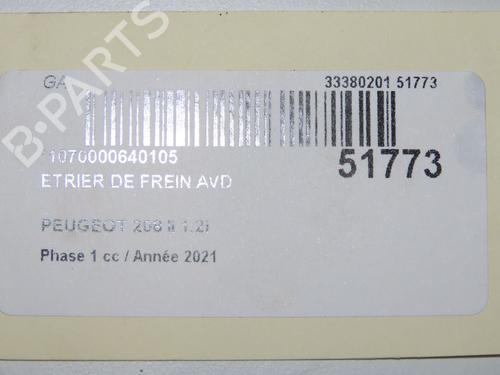 B-PARTS
GA
33380201 51773
1070000640105
51773
ETRIER DE FREIN AVD
PEUGEOT 208 II 1.2i
Phase 1 cc / Année 2021